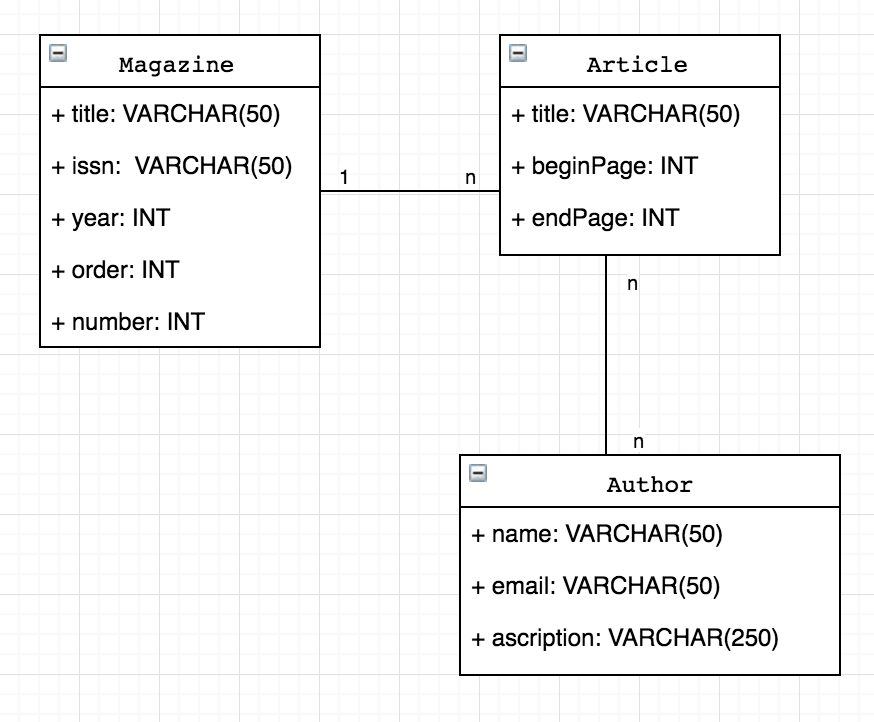 Magazine
+ title: VARCHAR(50)
+ issn:  VARCHAR(50)
+ year: INT
+ order: INT
+ number: INT
1
n
Article
+ title: VARCHAR(50)
+ beginPage: INT
+ endPage: INT
n
n
Author
+ name: VARCHAR(50)
+ email: VARCHAR(50)
+ ascription: VARCHAR(250)